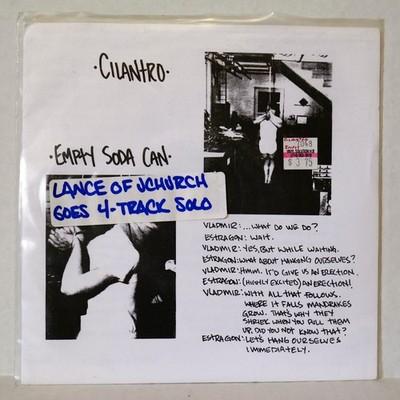 ·CILANTRO·
·EMPTY SODA CAN·
LANCE OF JCHURCH
GOES 4-TRACK SOLO
$3.75
VLADMIR:...WHAT DO WE DO?
ESTRAGON: WAIT.
VLADMIR: YES, BUT WHILE WAITING.
ESTRAGON: WHAT ABOUT HANGING OURSELVES?
VLADMIR: HMM. IT'D GIVE US AN ERECTION.
ESTRAGON: (HIGHLY EXCITED) AN ERECTION!
VLADMIR: WITH ALL THAT FOLLOWS.
WHERE IT FALLS MANDRAKES
GROW. THAT'S WHY THEY
SHRIEK WHEN YOU PULL THEM
UP. DID YOU NOT KNOW THAT?
ESTRAGON: LET'S HANG OURSELVES
IMMEDIATELY.